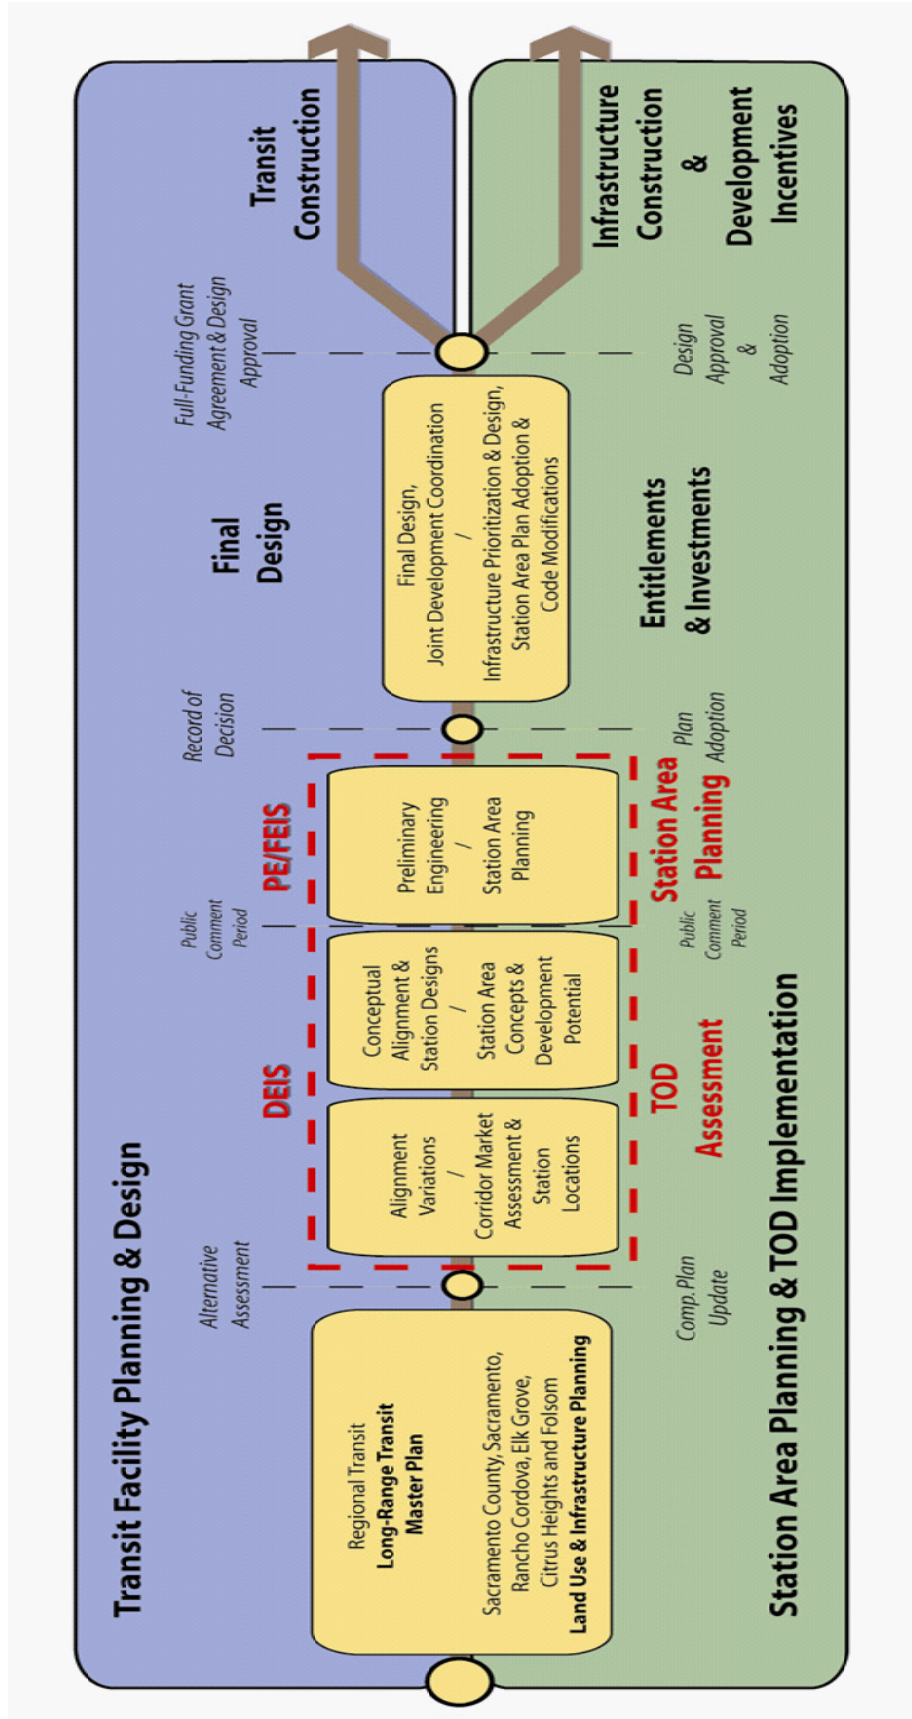 Transit Facility Planning & Design
Regional Transit
Long-Range Transit
Master Plan
Sacramento County, Sacramento,
Rancho Cordova, Elk Grove,
Citrus Heights and Folsom
Land Use & Infrastructure Planning
Alternative
Assessment
Comp. Plan
Update
DEIS
Alignment
Variations
/
Corridor Market
Assessment &
Station
Locations
Conceptual
Alignment &
Station Designs
/
Station Area
Concepts &
Development
Potential
TOD
Assessment
Public
Comment
Period
Public
Comment
Period
PE/FEIS
Preliminary
Engineering
/
Station Area
Planning
Station Area
Planning
Record of
Decision
Plan
Adoption
Final
Design
Final Design,
Joint Development Coordination
/
Infrastructure Prioritization & Design,
Station Area Plan Adoption &
Code Modifications
Entitlements
& Investments
Full-Funding Grant
Agreement & Design
Approval
Design
Approval
&
Adoption
Transit
Construction
Infrastructure
Construction
&
Development
Incentives
Station Area Planning & TOD Implementation